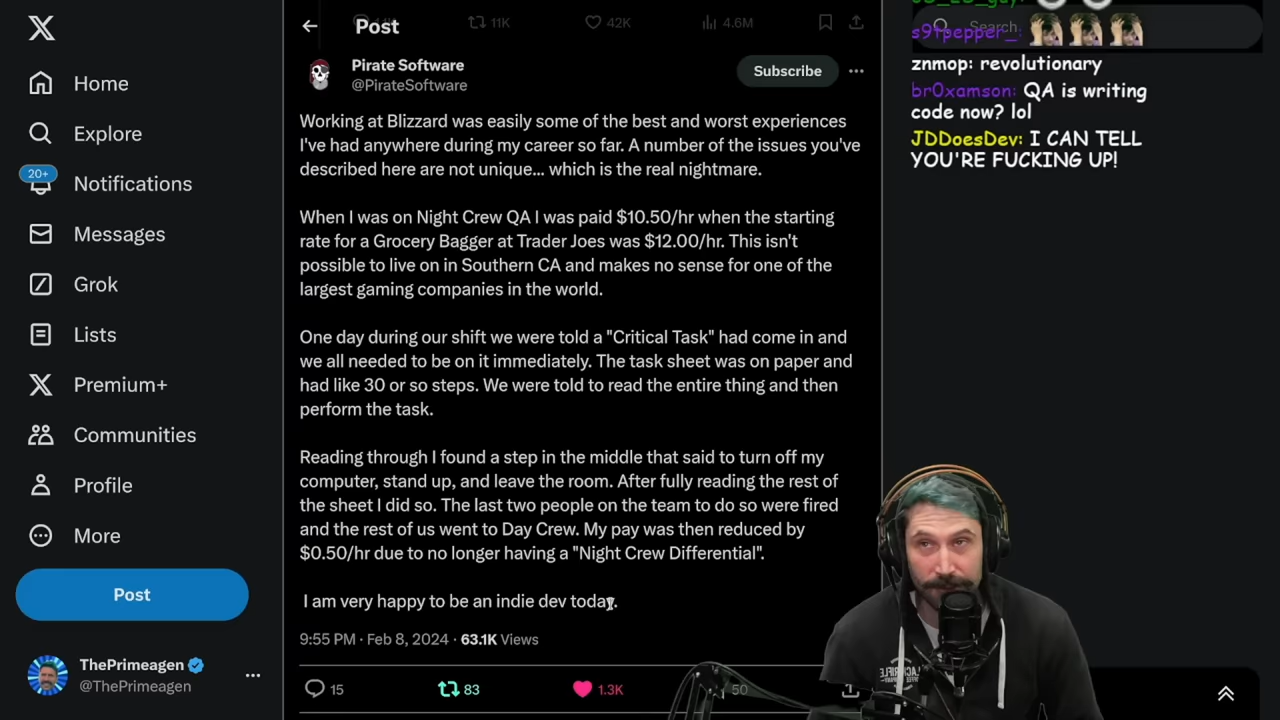 Post
11K
42K
4.6M
Search
Home
Explore
20+
Notifications
Messages
Grok
Lists
Premium+
Communities
Profile
More
Post
ThePrimeagen
@ThePrimeagen
Pirate Software
@PirateSoftware
Subscribe
Working at Blizzard was easily some of the best and worst experiences
I've had anywhere during my career so far. A number of the issues you've
described here are not unique... which is the real nightmare.
When I was on Night Crew QA I was paid $10.50/hr when the starting
rate for a Grocery Bagger at Trader Joes was $12.00/hr. This isn't
possible to live on in Southern CA and makes no sense for one of the
largest gaming companies in the world.
One day during our shift we were told a "Critical Task" had come in and
we all needed to be on it immediately. The task sheet was on paper and
had like 30 or so steps. We were told to read the entire thing and then
perform the task.
Reading through I found a step in the middle that said to turn off my
computer, stand up, and leave the room. After fully reading the rest of
the sheet I did so. The last two people on the team to do so were fired
and the rest of us went to Day Crew. My pay was then reduced by
$0.50/hr due to no longer having a "Night Crew Differential".
I am very happy to be an indie dev today.
9:55 PM · Feb 8, 2024 · 63.1K Views
15
83
1.3K
50
s9tpepper_:
znmop: revolutionary
br0xamson: QA is writing
code now? lol
JDDoesDev: I CAN TELL
YOU'RE FUCKING UP!